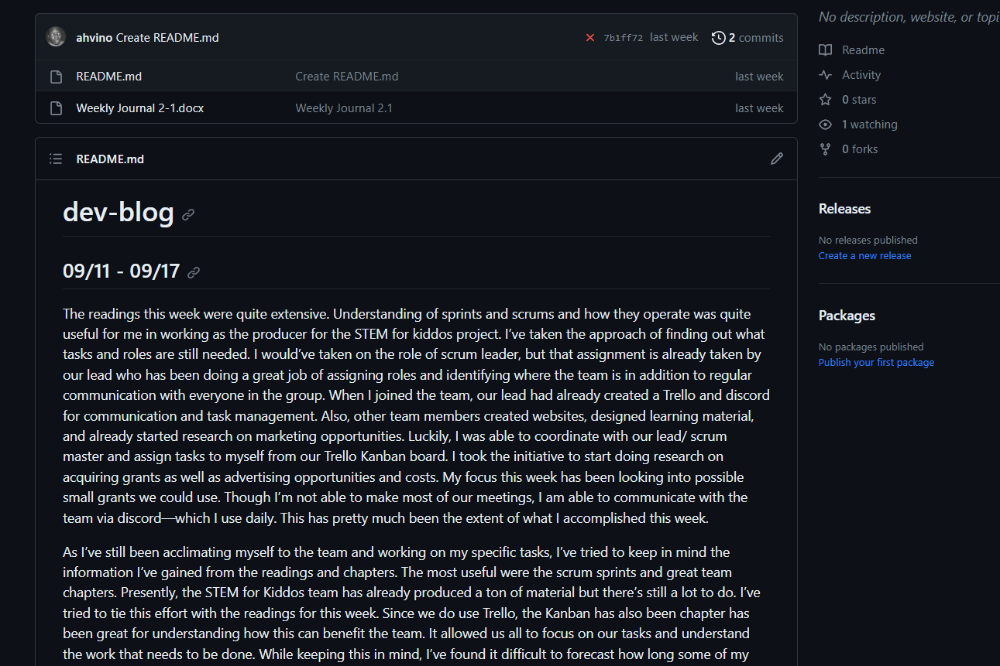 ahvino Create README.md
7b1ff72 last week 2 commits
README.md Create README.md last week
Weekly Journal 2-1.docx Weekly Journal 2.1 last week
README.md
dev-blog
09/11 - 09/17
The readings this week were quite extensive. Understanding of sprints and scrums and how they operate was quite
useful for me in working as the producer for the STEM for kiddos project. I’ve taken the approach of finding out what
tasks and roles are still needed. I would’ve taken on the role of scrum leader, but that assignment is already taken by
our lead who has been doing a great job of assigning roles and identifying where the team is in addition to regular
communication with everyone in the group. When I joined the team, our lead had already created a Trello and discord
for communication and task management. Also, other team members created websites, designed learning material,
and already started research on marketing opportunities. Luckily, I was able to coordinate with our lead/ scrum
master and assign tasks to myself from our Trello Kanban board. I took the initiative to start doing research on
acquiring grants as well as advertising opportunities and costs. My focus this week has been looking into possible
small grants we could use. Though I’m not able to make most of our meetings, I am able to communicate with the
team via discord—which I use daily. This has pretty much been the extent of what I accomplished this week.
As I’ve still been acclimating myself to the team and working on my specific tasks, I’ve tried to keep in mind the
information I’ve gained from the readings and chapters. The most useful were the scrum sprints and great team
chapters. Presently, the STEM for Kiddos team has already produced a ton of material but there’s still a lot to do. I’ve
tried to tie this effort with the readings for this week. Since we do use Trello, the Kanban has also been chapter has
been great for understanding how this can benefit the team. It allowed us all to focus on our tasks and understand
the work that needs to be done. While keeping this in mind, I’ve found it difficult to forecast how long some of my
No description, website, or topi
Readme
Activity
0 stars
1 watching
0 forks
Releases
No releases published
Create a new release
Packages
No packages published
Publish your first package